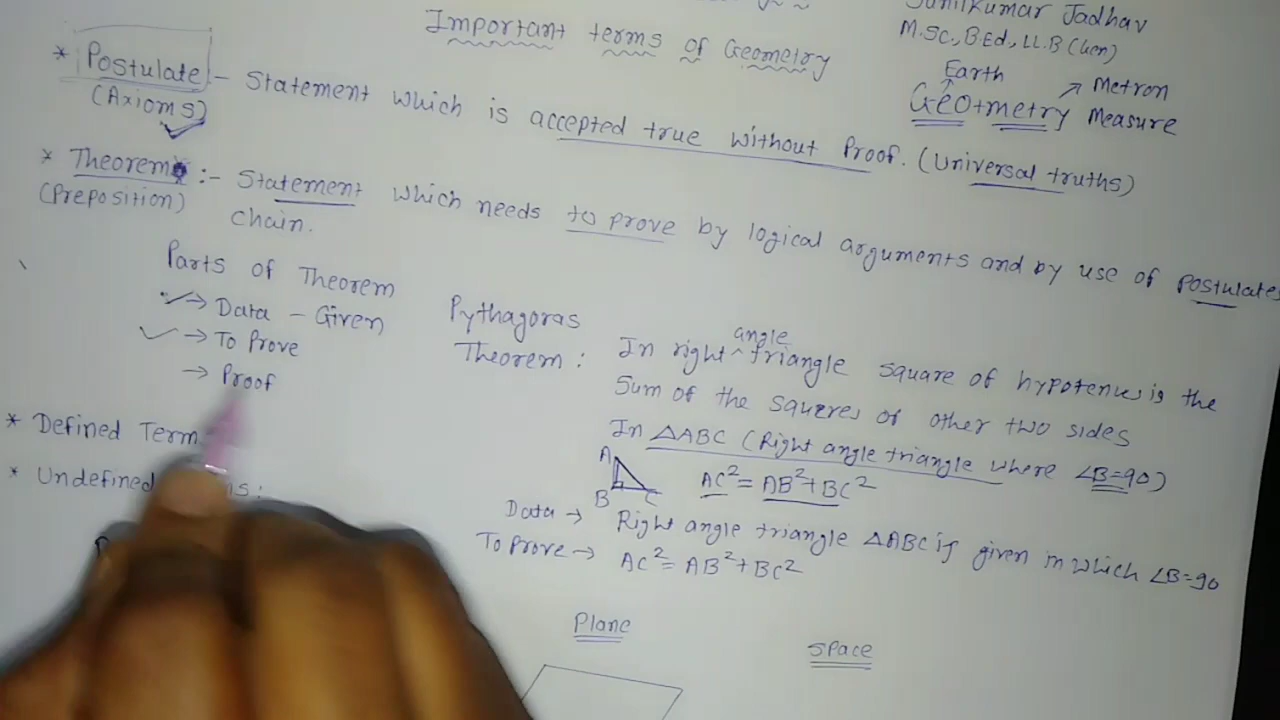 Sunilkumar Jadhav
M.Sc., B.Ed., LL.B (Gen)
Important terms of Geometry
Earth
Metron
Geo+metry Measure
* Postulate :- Statement which is accepted true without Proof. (Universal truths)
(Axioms)
* Theorem :- Statement which needs to prove by logical arguments and by use of postulates
(Preposition) chain.
Parts of Theorem
→ Data - Given
→ To Prove
→ Proof
Pythagoras
Theorem :
angle
In right ^ triangle square of hypotenus is the
Sum of the squares of other two sides
In △ABC (Right angle triangle where ∠B=90)
A
B C
AC²= AB²+BC²
Data → Right angle triangle △ABC is given in which ∠B=90
To Prove → AC²= AB²+BC²
* Defined Term
* Undefined
Plane
Space